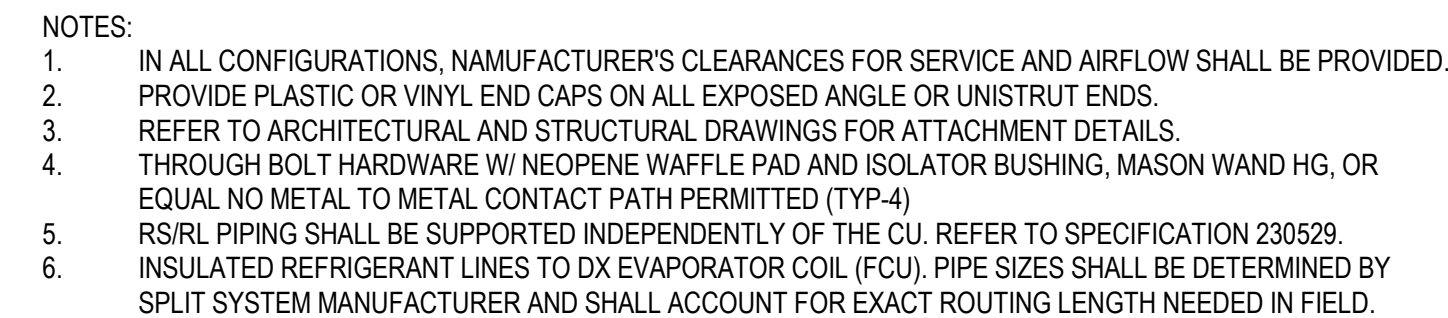 NOTES:
1. IN ALL CONFIGURATIONS, NAMUFACTURER'S CLEARANCES FOR SERVICE AND AIRFLOW SHALL BE PROVIDED.
2. PROVIDE PLASTIC OR VINYL END CAPS ON ALL EXPOSED ANGLE OR UNISTRUT ENDS.
3. REFER TO ARCHITECTURAL AND STRUCTURAL DRAWINGS FOR ATTACHMENT DETAILS.
4. THROUGH BOLT HARDWARE W/ NEOPENE WAFFLE PAD AND ISOLATOR BUSHING, MASON WAND HG, OR
EQUAL NO METAL TO METAL CONTACT PATH PERMITTED (TYP-4)
5. RS/RL PIPING SHALL BE SUPPORTED INDEPENDENTLY OF THE CU. REFER TO SPECIFICATION 230529.
6. INSULATED REFRIGERANT LINES TO DX EVAPORATOR COIL (FCU). PIPE SIZES SHALL BE DETERMINED BY
SPLIT SYSTEM MANUFACTURER AND SHALL ACCOUNT FOR EXACT ROUTING LENGTH NEEDED IN FIELD.